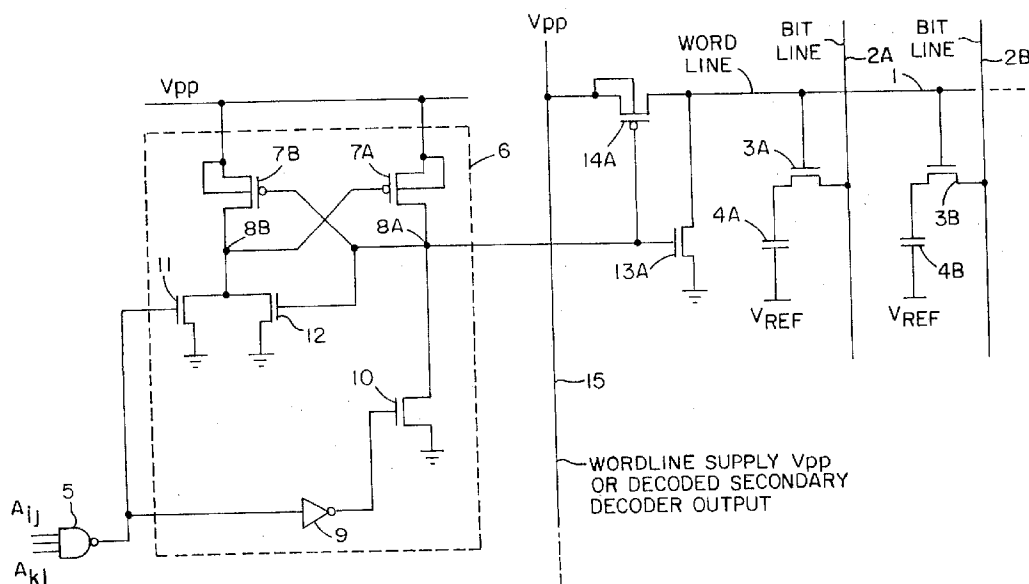 Vpp
BIT
LINE
BIT
LINE
WORD
LINE
2A
2B
1
Vpp
6
7B
7A
14A
3A
3B
8B
8A
4A
4B
13A
11
12
VREF
VREF
10
15
WORDLINE SUPPLY Vpp
OR DECODED SECONDARY
DECODER OUTPUT
5
Aij
Akl
9